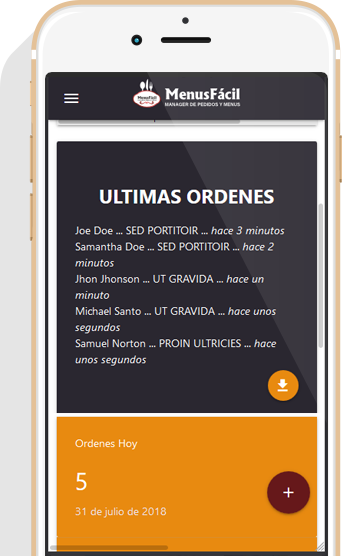 MenusFácil
MANAGER DE PEDIDOS Y MENUS
ULTIMAS ORDENES
Joe Doe ... SED PORTITOIR ... hace 3 minutos
Samantha Doe ... SED PORTITOIR ... hace 2
minutos
Jhon Jhonson ... UT GRAVIDA ... hace un
minuto
Michael Santo ... UT GRAVIDA ... hace unos
segundos
Samuel Norton ... PROIN ULTRICIES ... hace
unos segundos
Ordenes Hoy
5
31 de julio de 2018